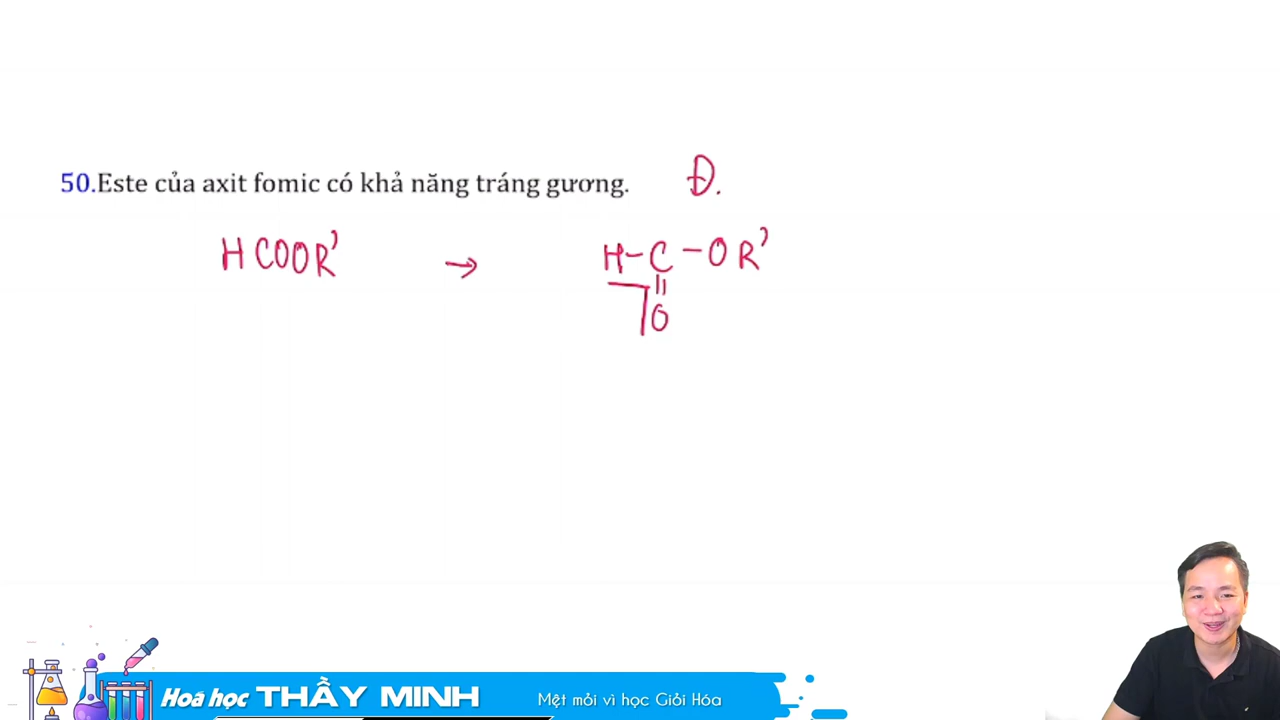 50.Este của axit fomic có khả năng tráng gương. Đ.
HCOOR' → H-C-OR'
||
O
Hoá học THẦY MINH
Mệt mỏi vì học Giỏi Hóa